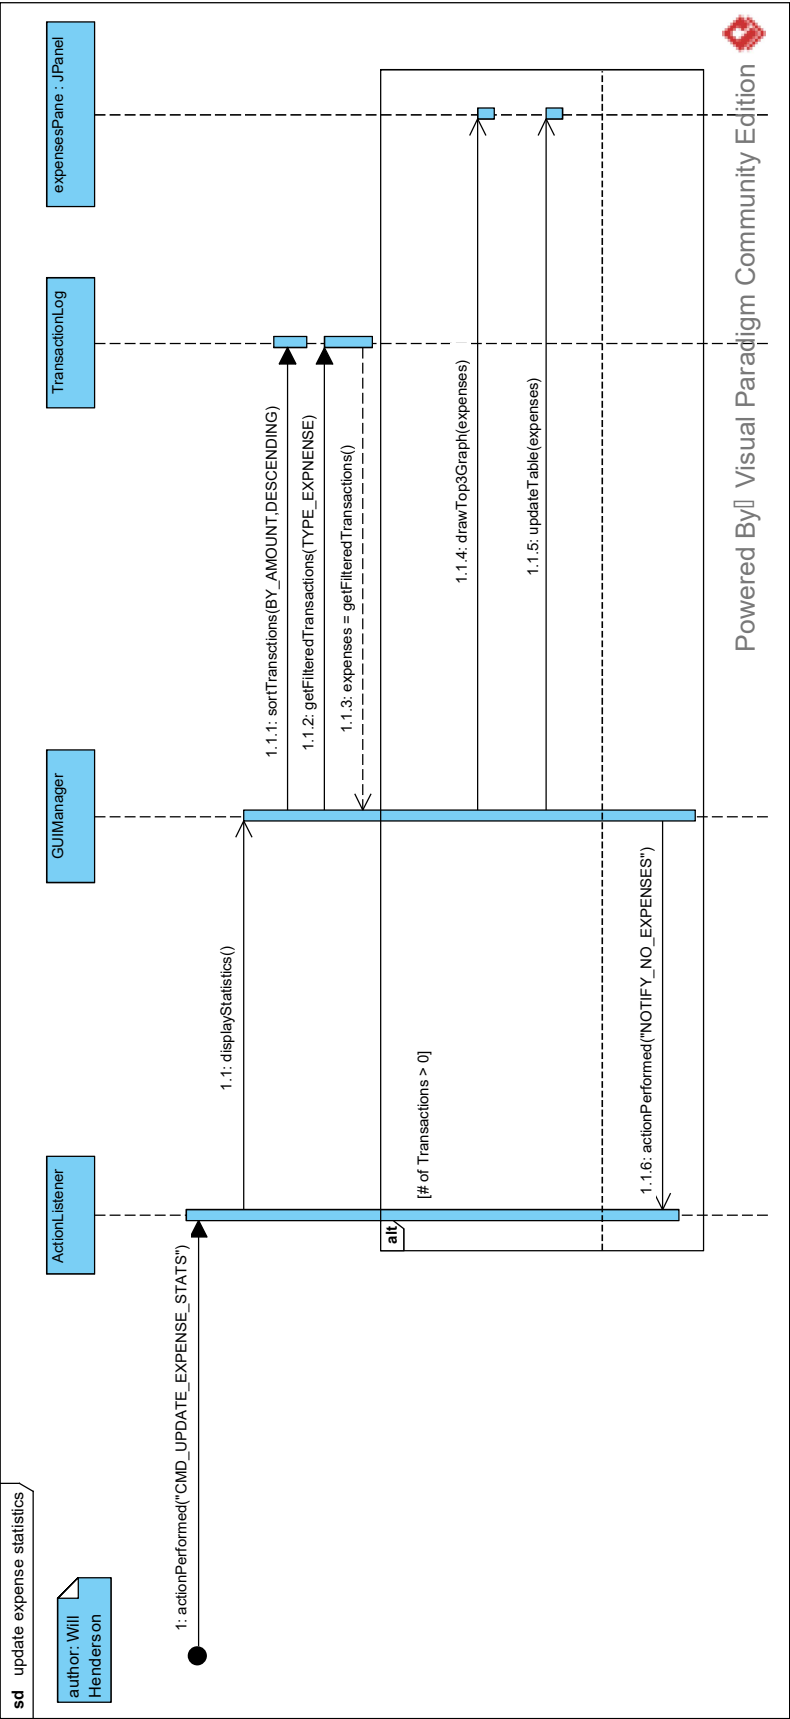 sd update expense statistics
author: Will
Henderson
ActionListener
GUIManager
TransactionLog
expensesPane : JPanel
1: actionPerformed("CMD_UPDATE_EXPENSE_STATS")
1.1: displayStatistics()
1.1.1: sortTransctions(BY_AMOUNT,DESCENDING)
1.1.2: getFilteredTransactions(TYPE_EXPNENSE)
1.1.3: expenses = getFilteredTransactions()
alt
[# of Transactions > 0]
1.1.4: drawTop3Graph(expenses)
1.1.5: updateTable(expenses)
1.1.6: actionPerformed("NOTIFY_NO_EXPENSES")
Powered By Visual Paradigm Community Edition